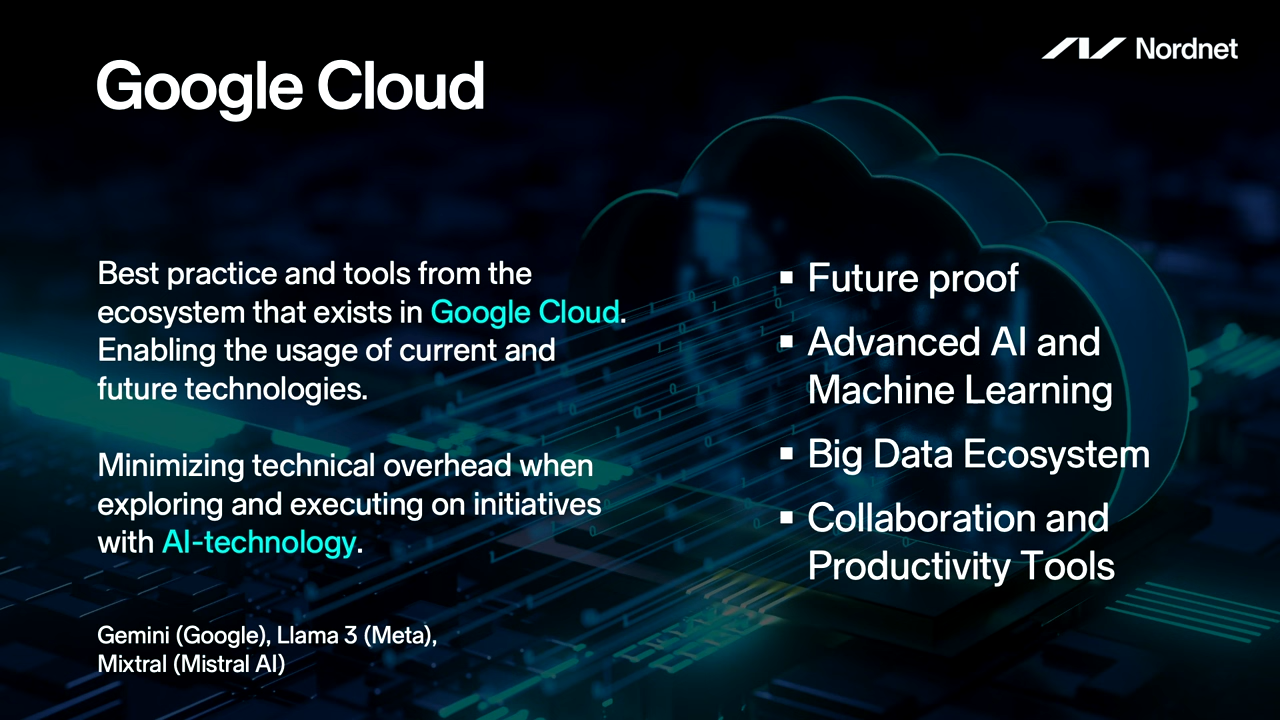 Nordnet
Google Cloud
Best practice and tools from the
ecosystem that exists in Google Cloud.
Enabling the usage of current and
future technologies.
Minimizing technical overhead when
exploring and executing on initiatives
with AI-technology.
Gemini (Google), Llama 3 (Meta),
Mixtral (Mistral AI)
▪ Future proof
▪ Advanced AI and
Machine Learning
▪ Big Data Ecosystem
▪ Collaboration and
Productivity Tools